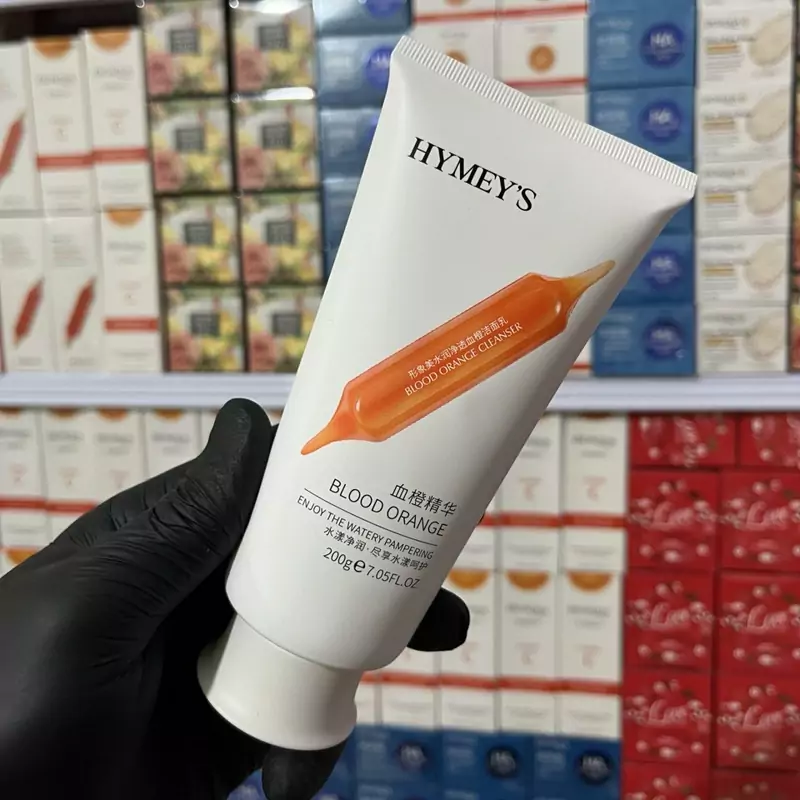 HYMEY'S
形象美水润净透血橙洁面乳
BLOOD ORANGE CLEANSER
血橙精华
BLOOD ORANGE
ENJOY THE WATERY PAMPERING
水漾净润·尽享水漾呵护
200g℮7.05FL.OZ